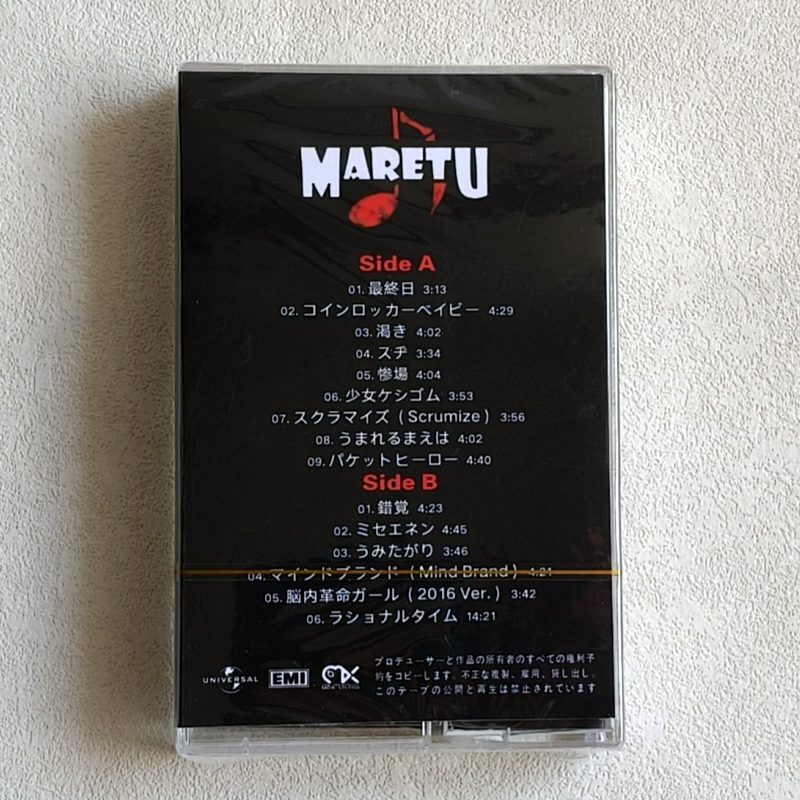 MARETU
Side A
01. 最終日 3:13
02. コインロッカーベイビー 4:29
03. 渇き 4:02
04. スヂ 3:34
05. 惨場 4:04
06. 少女ケシゴム 3:53
07. スクラマイズ ( Scrumize ) 3:56
08. うまれるまえは 4:02
09. パケットヒーロー 4:40
Side B
01. 錯覚 4:23
02. ミセエネン 4:45
03. うみたがり 3:46
04. マインドブランド ( Mind Brand ) 4:21
05. 脳内革命ガール ( 2016 Ver. ) 3:42
06. ラショナルタイム 14:21
UNIVERSAL
EMI
プロデューサーと作品の所有者のすべての権利予
約をコピーします. 不正な複製、雇用、貸し出し、
このテープの公開と再生は禁止されています